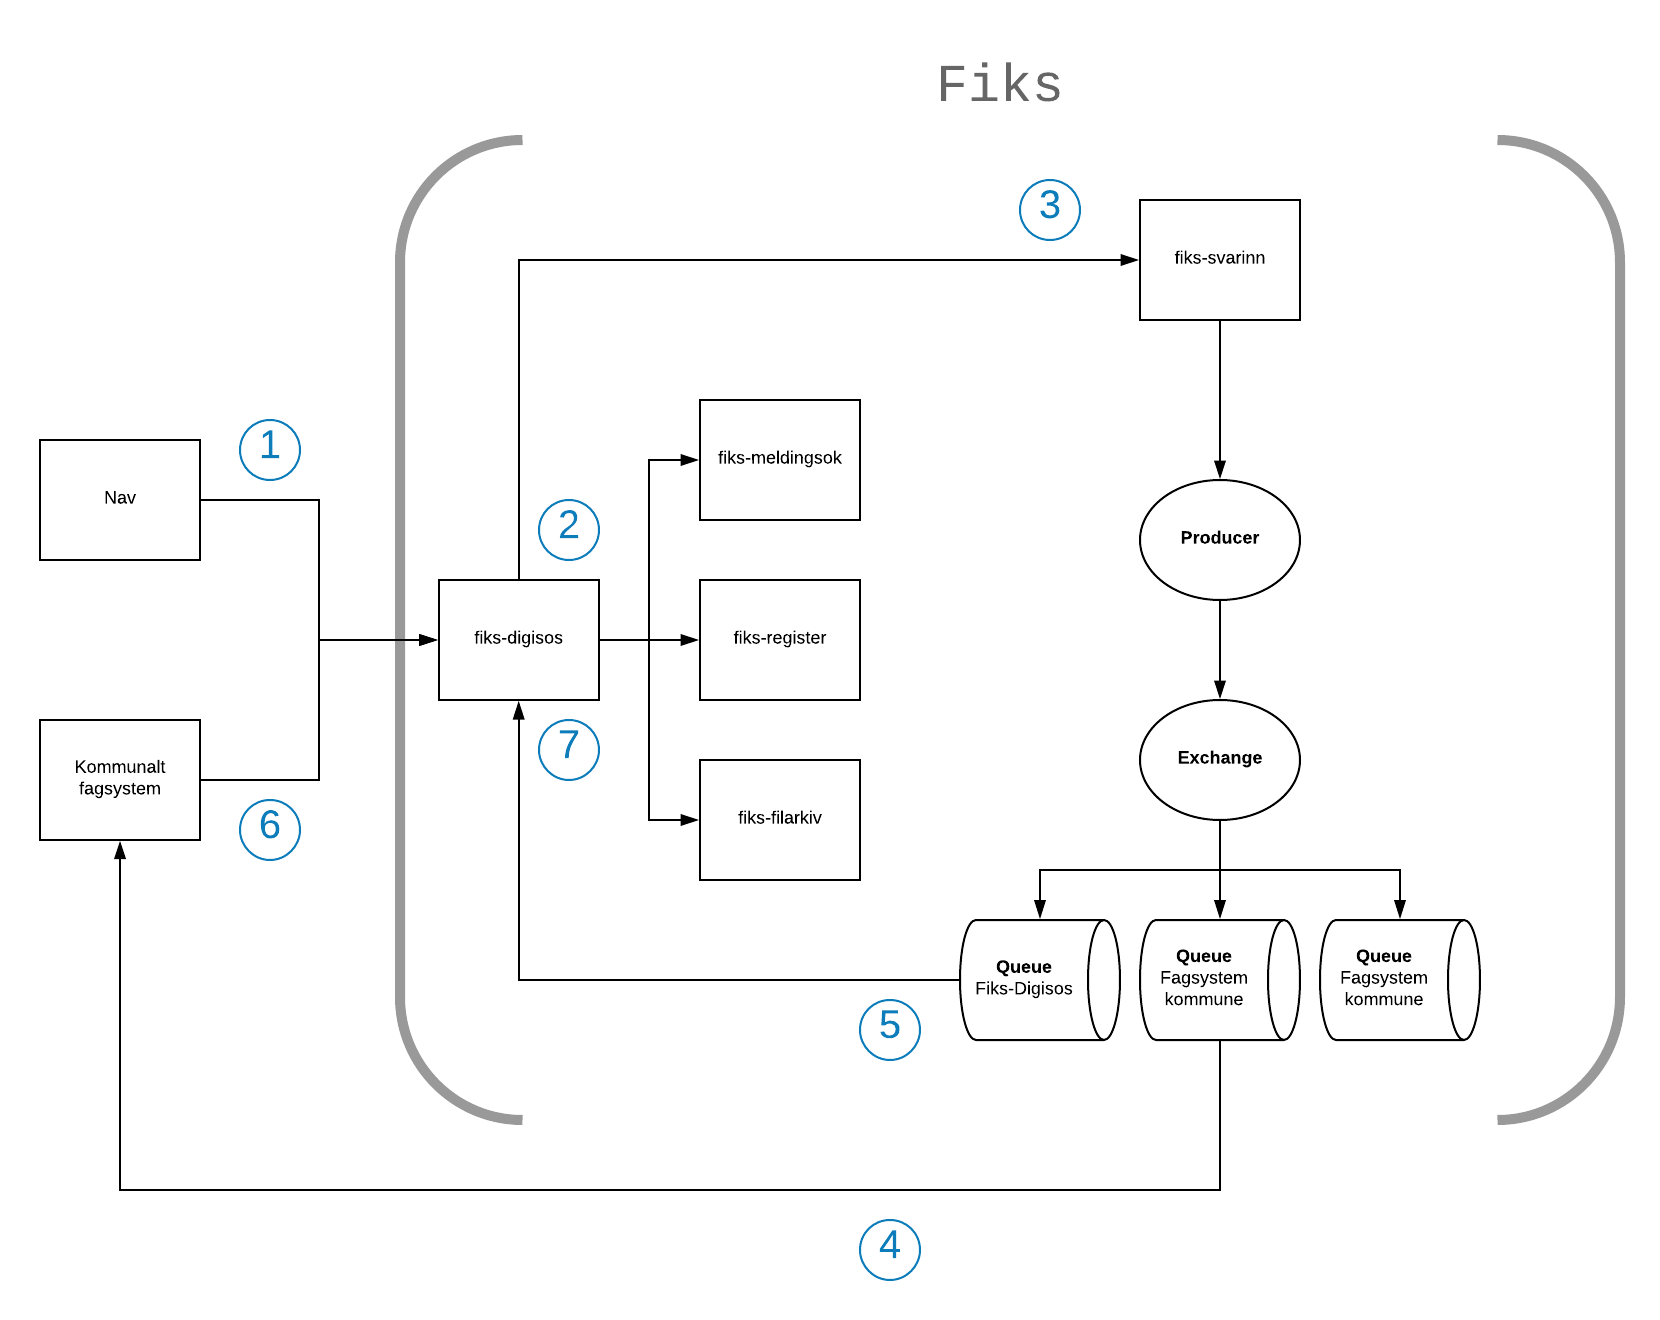 Fiks
3
fiks-svarinn
1
Nav
2
fiks-meldingsok
Producer
fiks-digisos
fiks-register
7
Kommunalt
fagsystem
6
fiks-filarkiv
Exchange
Queue
Fiks-Digisos
Queue
Fagsystem
kommune
Queue
Fagsystem
kommune
5
4